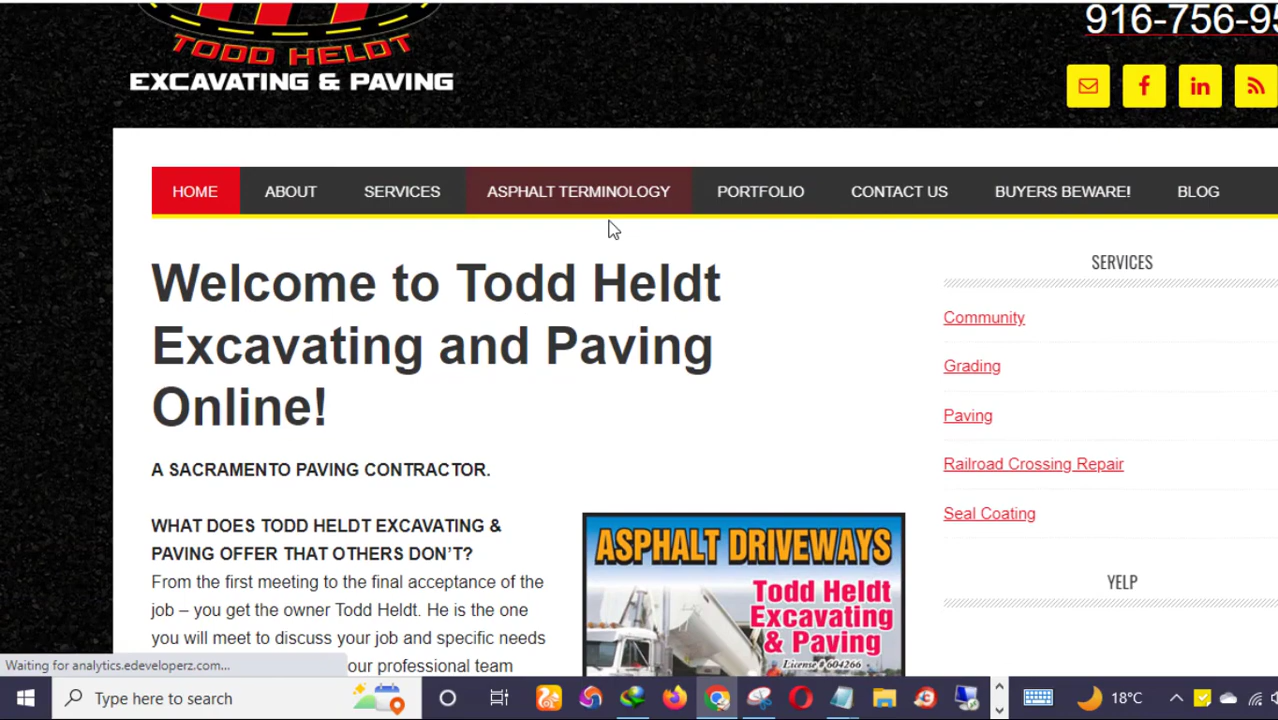 916-756-95
TODD HELDT
EXCAVATING & PAVING
HOME ABOUT SERVICES ASPHALT TERMINOLOGY PORTFOLIO CONTACT US BUYERS BEWARE! BLOG
Welcome to Todd Heldt
Excavating and Paving
Online!
A SACRAMENTO PAVING CONTRACTOR.
WHAT DOES TODD HELDT EXCAVATING &
PAVING OFFER THAT OTHERS DON’T?
From the first meeting to the final acceptance of the
job – you get the owner Todd Heldt. He is the one
you will meet to discuss your job and specific needs
our professional team
ASPHALT DRIVEWAYS
Todd Heldt
Excavating
& Paving
License # 604266
SERVICES
Community
Grading
Paving
Railroad Crossing Repair
Seal Coating
YELP
Waiting for analytics.edeveloperz.com...
Type here to search
18°C